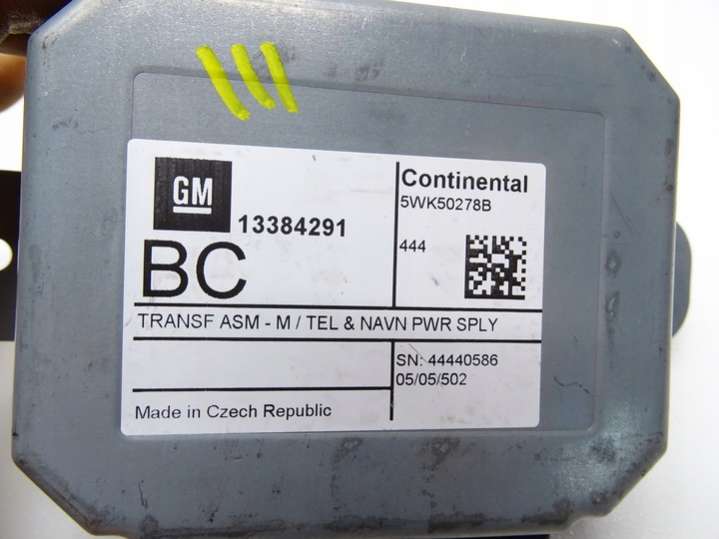 GM
13384291
BC
Continental
5WK50278B
444
TRANSF ASM - M / TEL & NAVN PWR SPLY
SN: 44440586
05/05/502
Made in Czech Republic